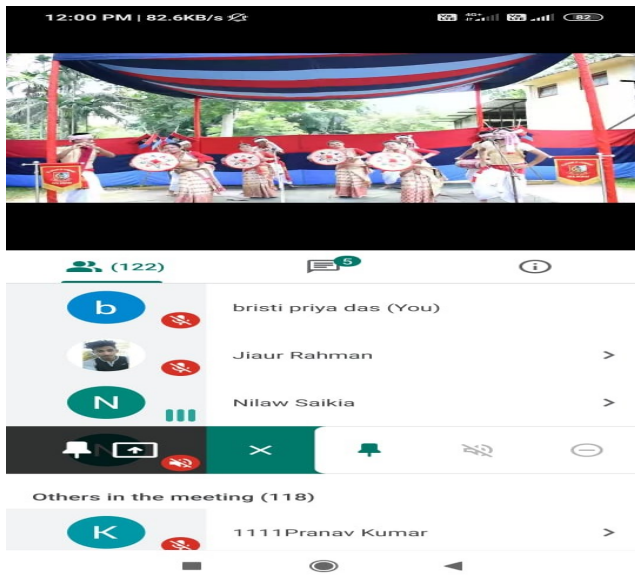 12:00 PM | 82.6KB/s 4G+ 82
(122) 5
b bristi priya das (You)
Jiaur Rahman
N Nilaw Saikia
Others in the meeting (118)
K 1111Pranav Kumar